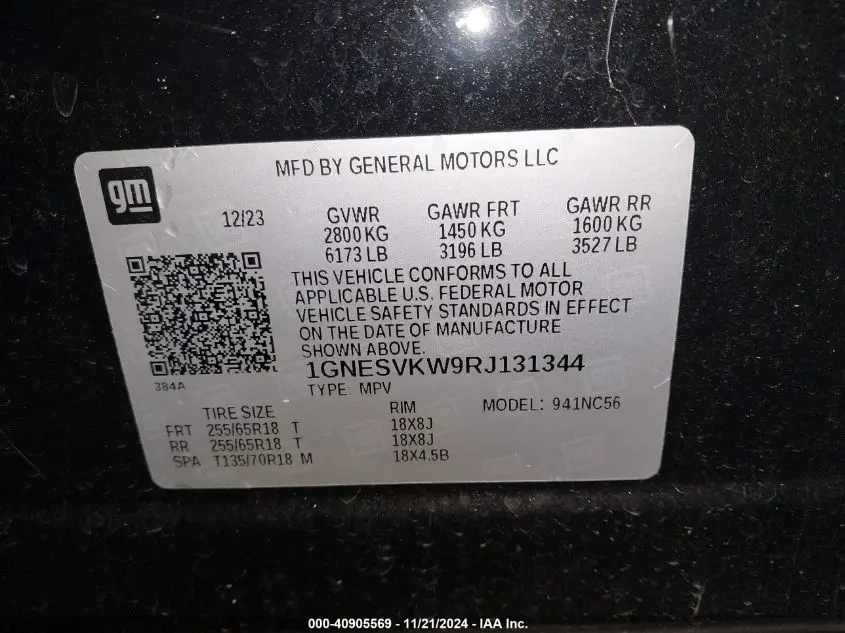 MFD BY GENERAL MOTORS LLC
gm
12/23 GVWR GAWR FRT GAWR RR
2800 KG 1450 KG 1600 KG
6173 LB 3196 LB 3527 LB
THIS VEHICLE CONFORMS TO ALL
APPLICABLE U.S. FEDERAL MOTOR
VEHICLE SAFETY STANDARDS IN EFFECT
ON THE DATE OF MANUFACTURE
SHOWN ABOVE.
1GNESVKW9RJ131344
384A TYPE: MPV
TIRE SIZE RIM MODEL: 941NC56
FRT 255/65R18 T 18X8J
RR 255/65R18 T 18X8J
SPA T135/70R18 M 18X4.5B
000-40905569 - 11/21/2024 - IAA Inc.